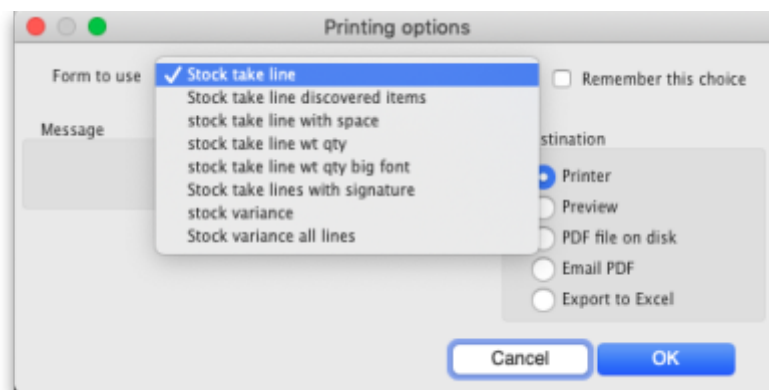 Printing options
Form to use
✓ Stock take line
Stock take line discovered items
stock take line with space
stock take line wt qty
stock take line wt qty big font
Stock take lines with signature
stock variance
Stock variance all lines
Remember this choice
Message
stination
Printer
Preview
PDF file on disk
Email PDF
Export to Excel
Cancel
OK